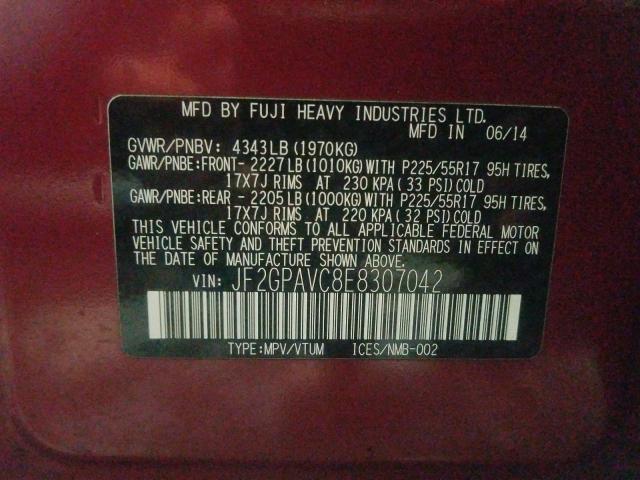 MFD BY FUJI HEAVY INDUSTRIES LTD.
MFD IN 06/14
GVWR/PNBV: 4343LB (1970KG)
GAWR/PNBE:FRONT- 2227LB(1010KG)WITH P225/55R17 95H TIRES,
17X7J RIMS AT 230 KPA( 33 PSI)COLD
GAWR/PNBE:REAR - 2205LB(1000KG)WITH P225/55R17 95H TIRES,
17X7J RIMS AT 220 KPA( 32 PSI)COLD
THIS VEHICLE CONFORMS TO ALL APPLICABLE FEDERAL MOTOR
VEHICLE SAFETY AND THEFT PREVENTION STANDARDS IN EFFECT
ON THE DATE OF MANUFACTURE SHOWN ABOVE.
VIN: JF2GPAVC8E8307042
TYPE:MPV/VTUM ICES/NMB-002